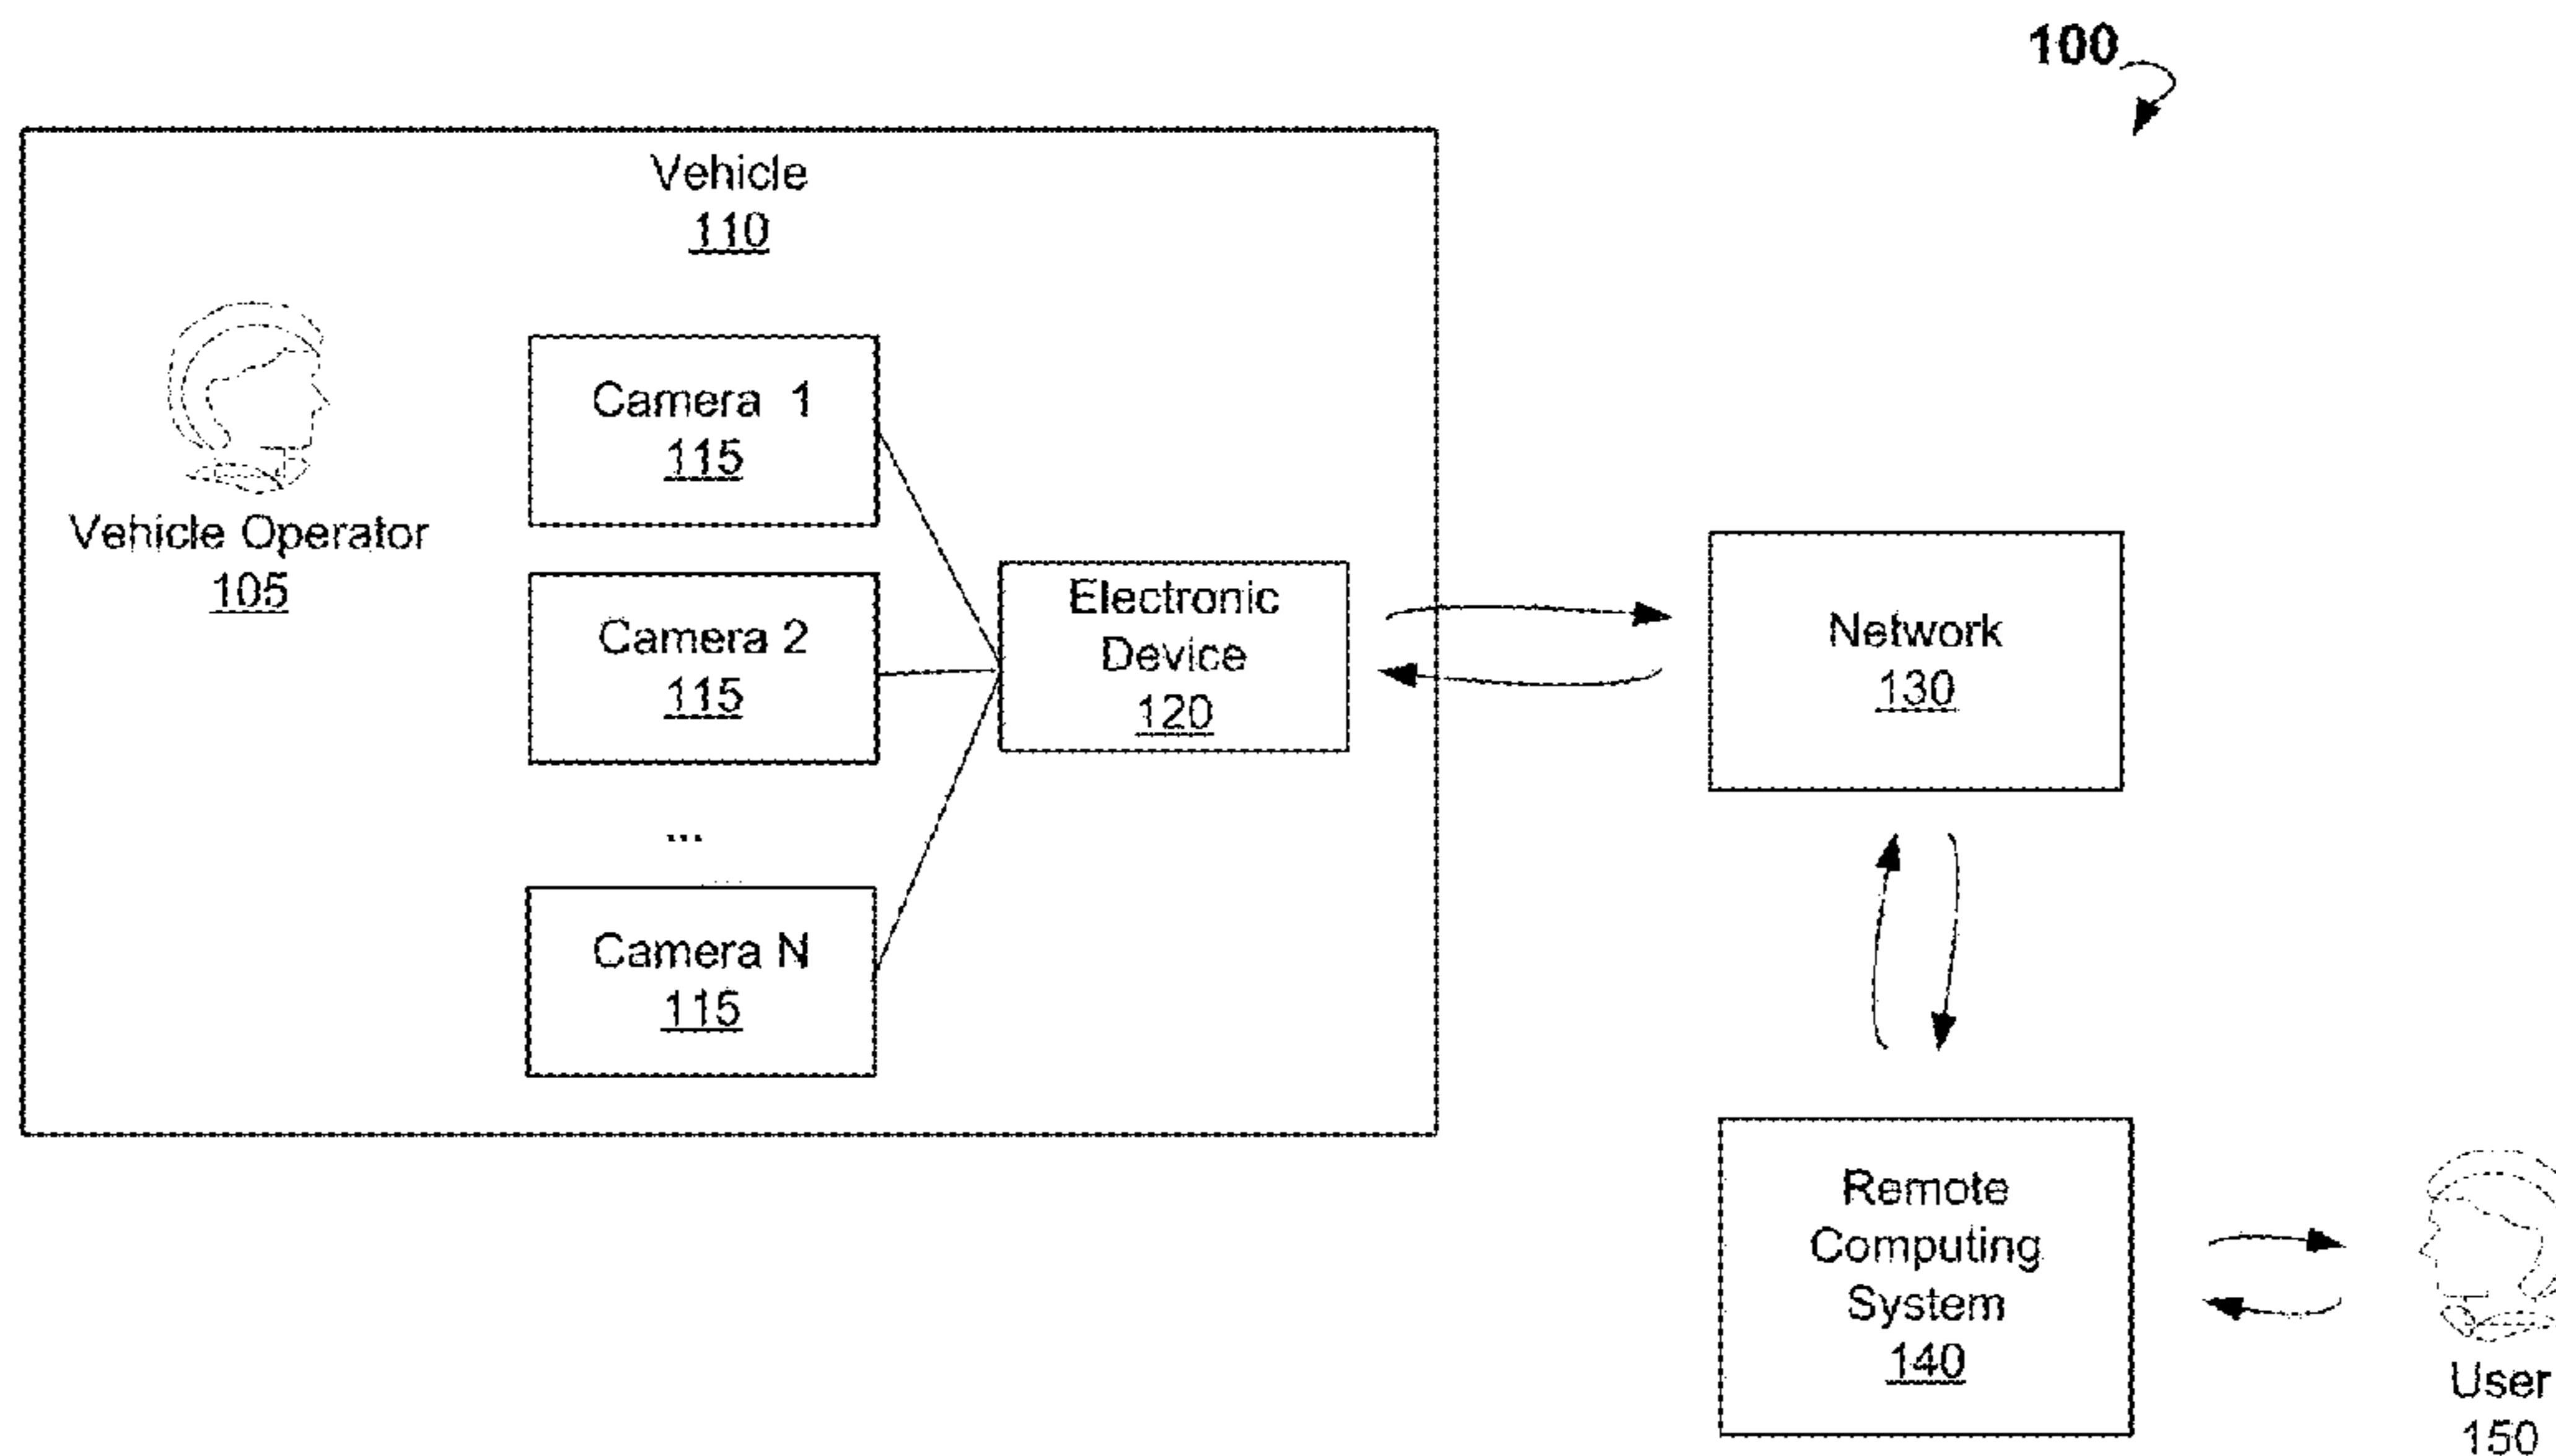 100
Vehicle
110
Vehicle Operator
105
Camera 1
115
Camera 2
115
...
Camera N
115
Electronic
Device
120
Network
130
Remote
Computing
System
140
User
150